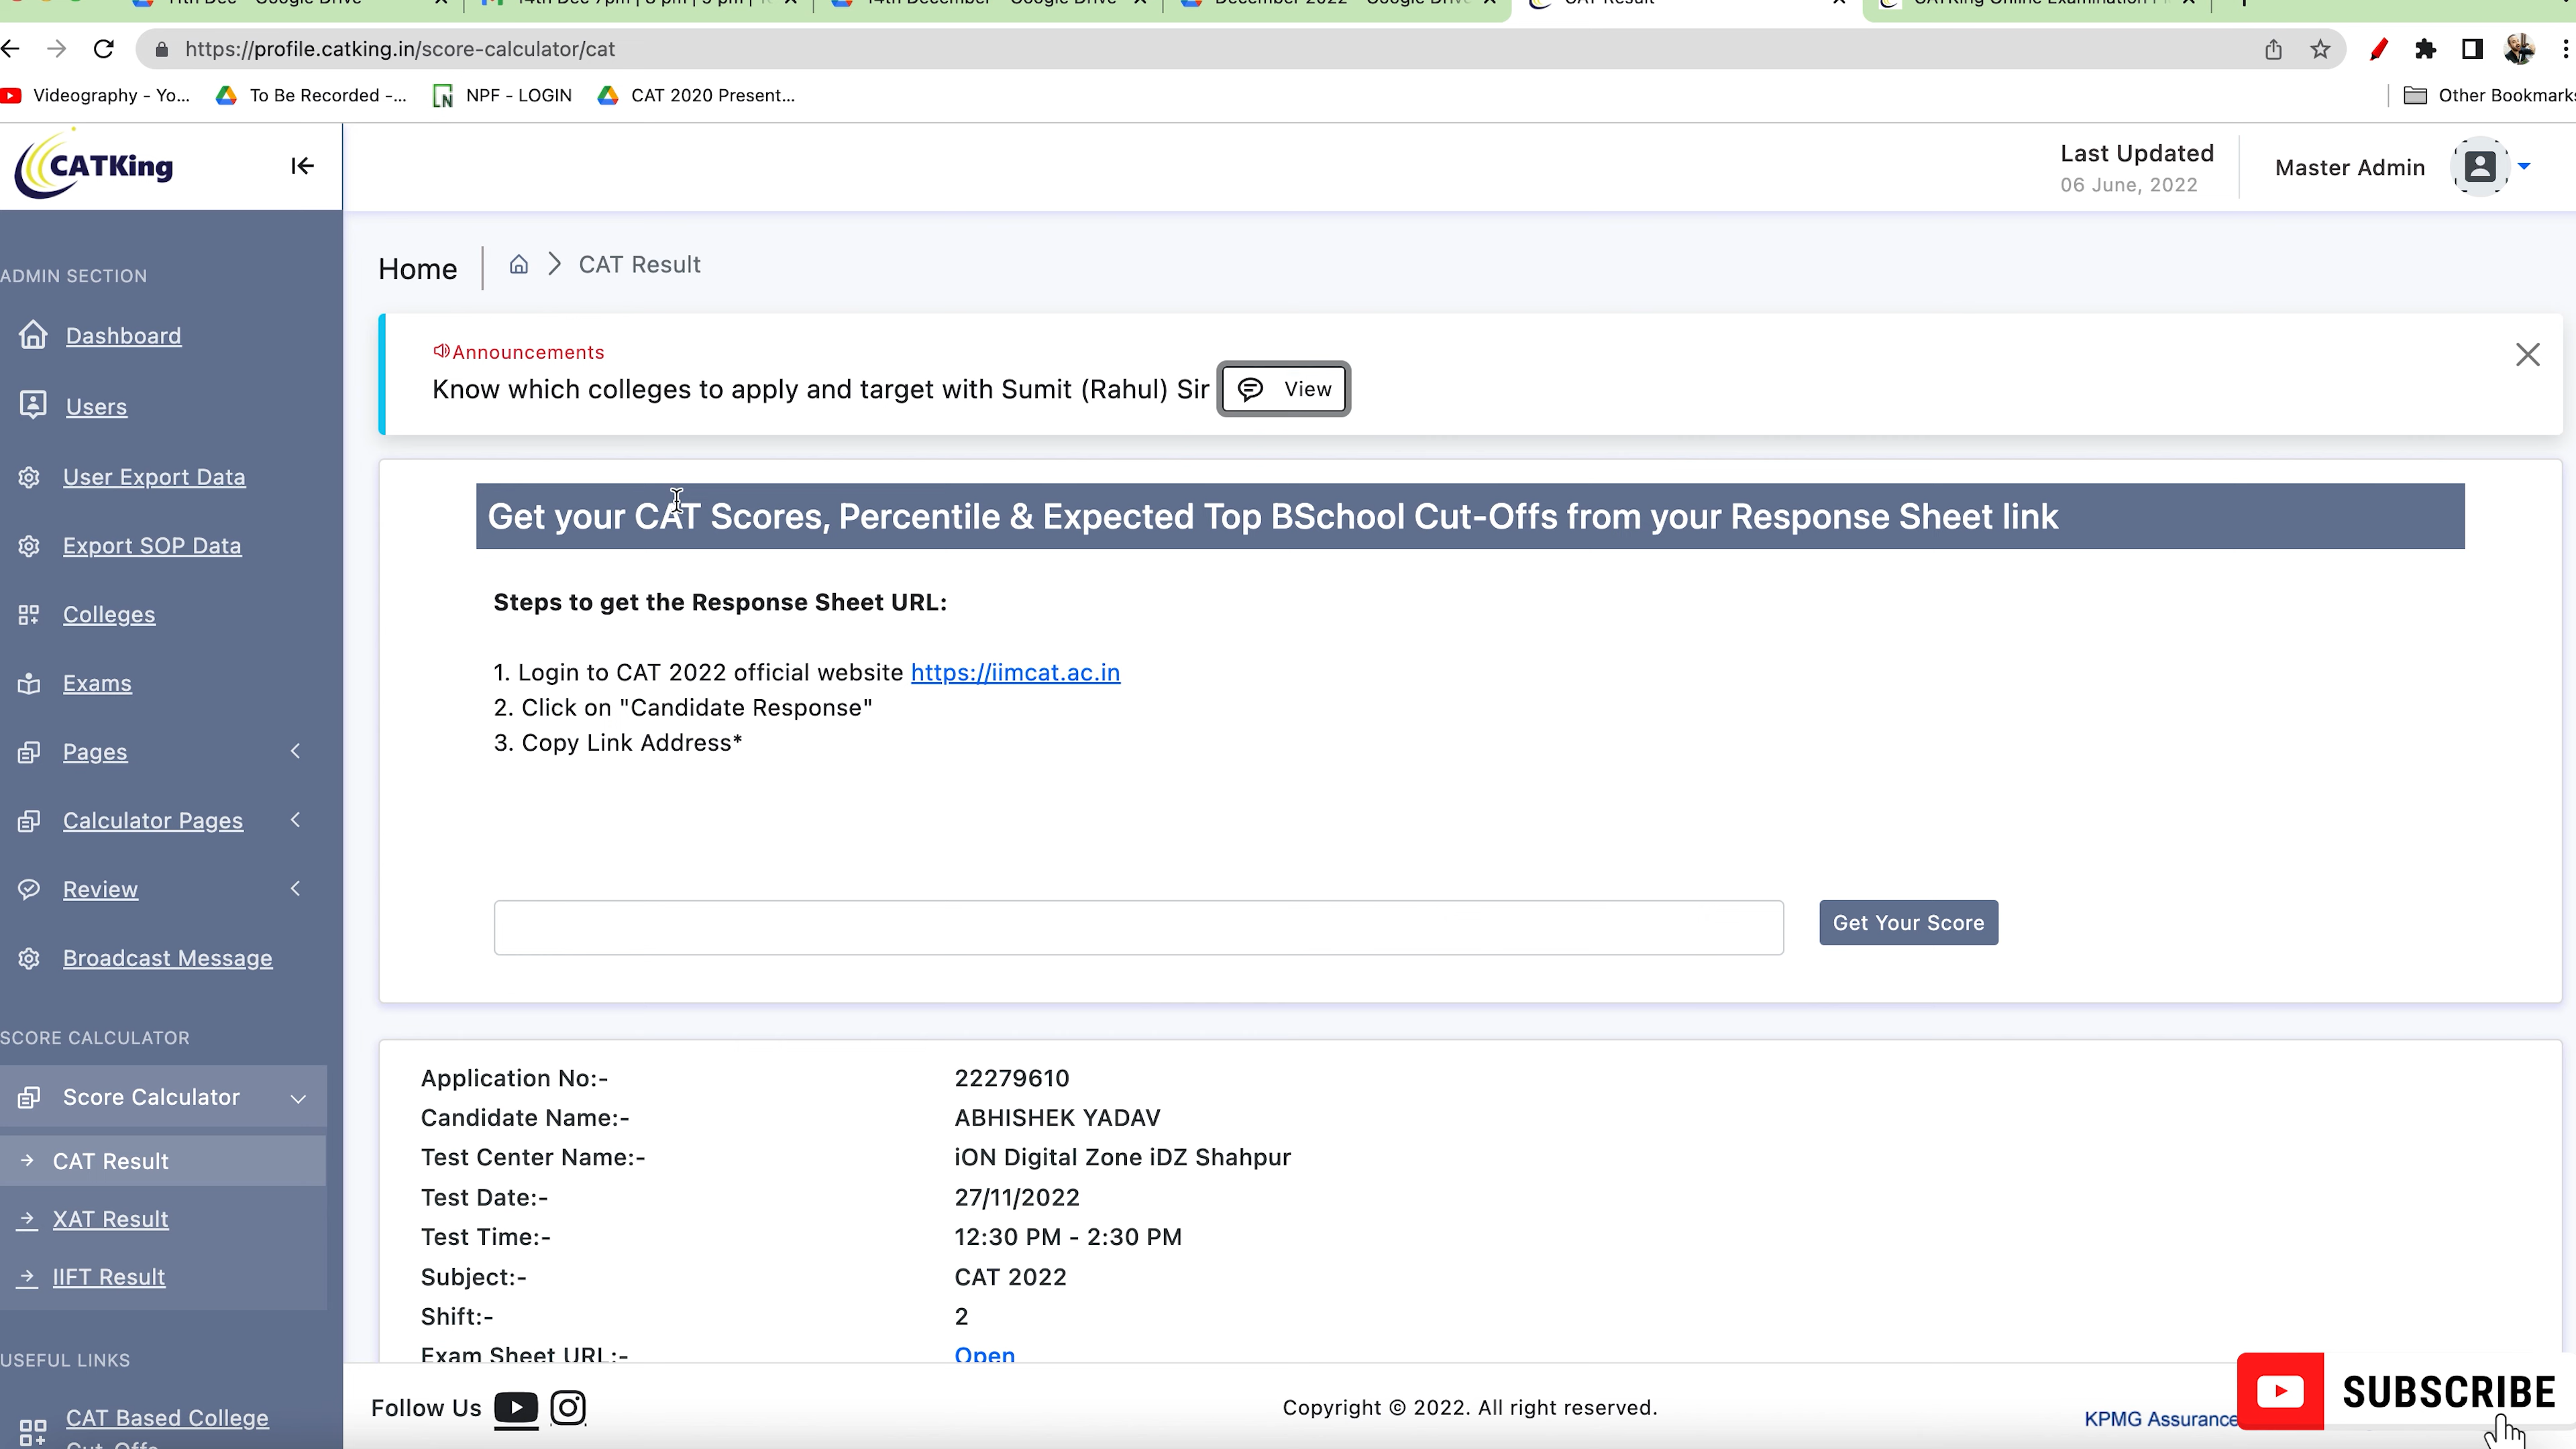 https://profile.catking.in/score-calculator/cat
Videography - Yo...
To Be Recorded -...
NPF - LOGIN
CAT 2020 Present...
Other Bookmarks
CATKing
Last Updated
06 June, 2022
Master Admin
ADMIN SECTION
Dashboard
Users
User Export Data
Export SOP Data
Colleges
Exams
Pages
Calculator Pages
Review
Broadcast Message
SCORE CALCULATOR
Score Calculator
CAT Result
XAT Result
IIFT Result
USEFUL LINKS
CAT Based College
Cut-Offs
Home
CAT Result
Announcements
Know which colleges to apply and target with Sumit (Rahul) Sir
View
Get your CAT Scores, Percentile & Expected Top BSchool Cut-Offs from your Response Sheet link
Steps to get the Response Sheet URL:
1. Login to CAT 2022 official website https://iimcat.ac.in
2. Click on "Candidate Response"
3. Copy Link Address*
Get Your Score
Application No:- 22279610
Candidate Name:- ABHISHEK YADAV
Test Center Name:- iON Digital Zone iDZ Shahpur
Test Date:- 27/11/2022
Test Time:- 12:30 PM - 2:30 PM
Subject:- CAT 2022
Shift:- 2
Exam Sheet URL:- Open
Follow Us
Copyright © 2022. All right reserved.
KPMG Assurance
SUBSCRIBE